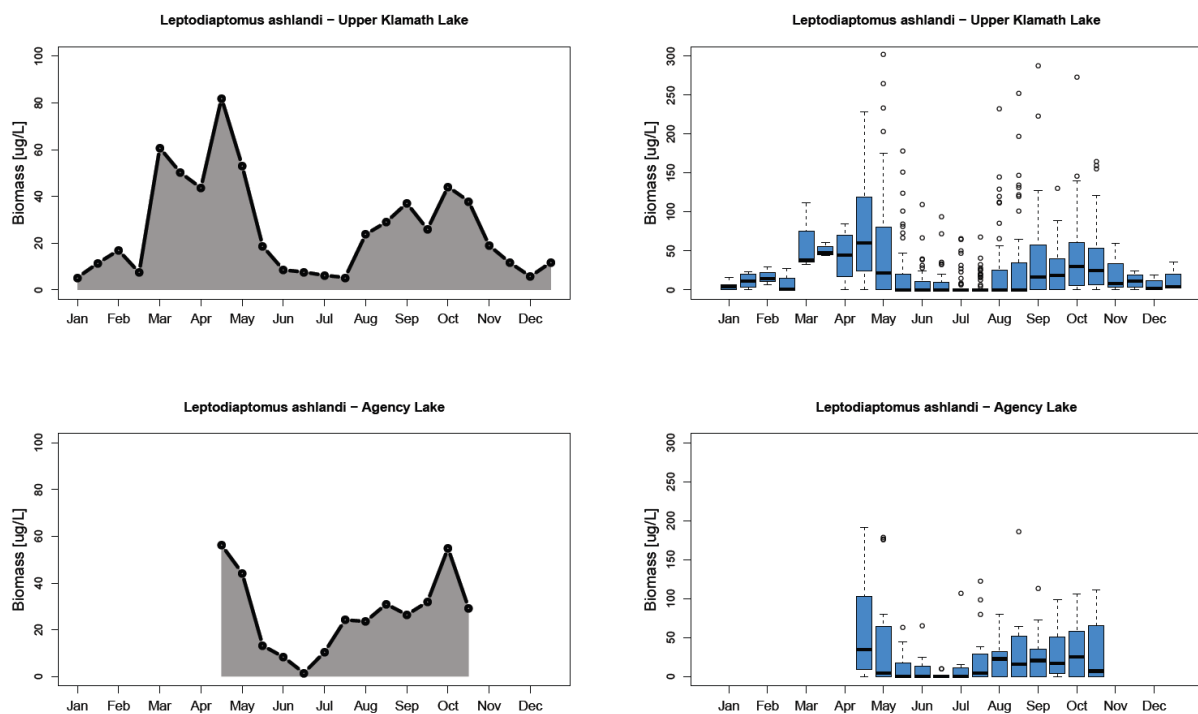 Leptodiaptomus ashlandi − Upper Klamath Lake
Biomass [ug/L]
100
80
60
40
20
0
Jan Feb Mar Apr May Jun Jul Aug Sep Oct Nov Dec
Leptodiaptomus ashlandi − Upper Klamath Lake
Biomass [ug/L]
300
250
200
150
100
50
0
Jan Feb Mar Apr May Jun Jul Aug Sep Oct Nov Dec
Leptodiaptomus ashlandi − Agency Lake
Biomass [ug/L]
100
80
60
40
20
0
Jan Feb Mar Apr May Jun Jul Aug Sep Oct Nov Dec
Leptodiaptomus ashlandi − Agency Lake
Biomass [ug/L]
300
250
200
150
100
50
0
Jan Feb Mar Apr May Jun Jul Aug Sep Oct Nov Dec